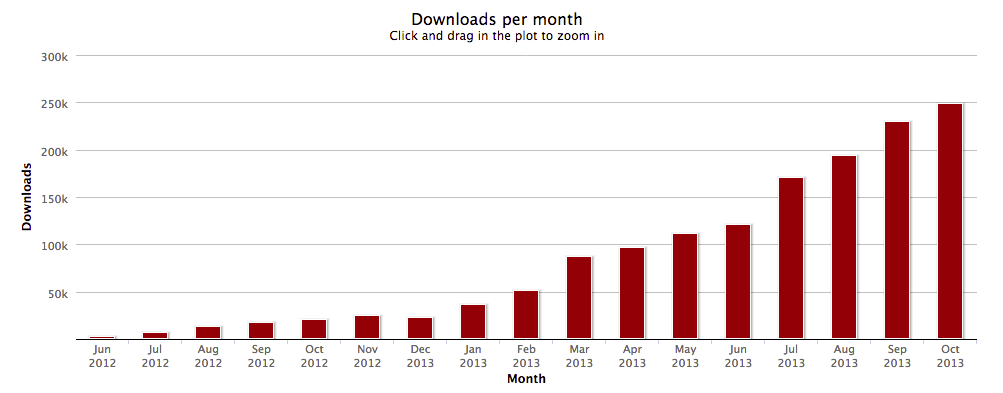 Downloads per month
Click and drag in the plot to zoom in
300k
250k
200k
150k
100k
50k
Downloads
Jun 2012
Jul 2012
Aug 2012
Sep 2012
Oct 2012
Nov 2012
Dec 2013
Jan 2013
Feb 2013
Mar 2013
Apr 2013
May 2013
Jun 2013
Jul 2013
Aug 2013
Sep 2013
Oct 2013
Month